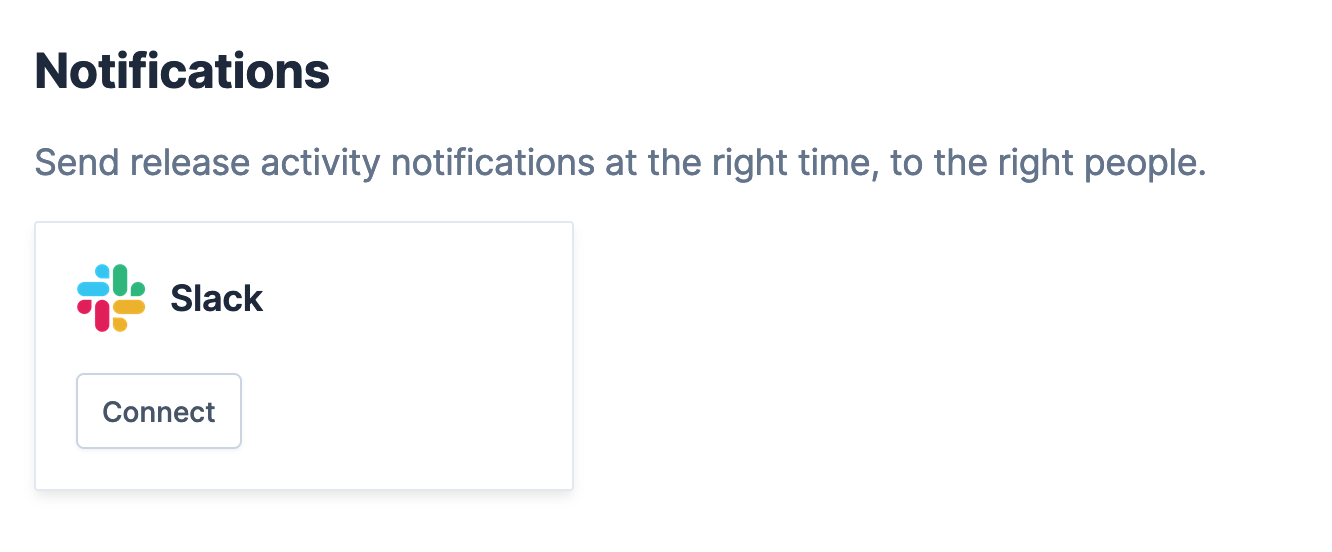 Notifications
Send release activity notifications at the right time, to the right people.
Slack
Connect